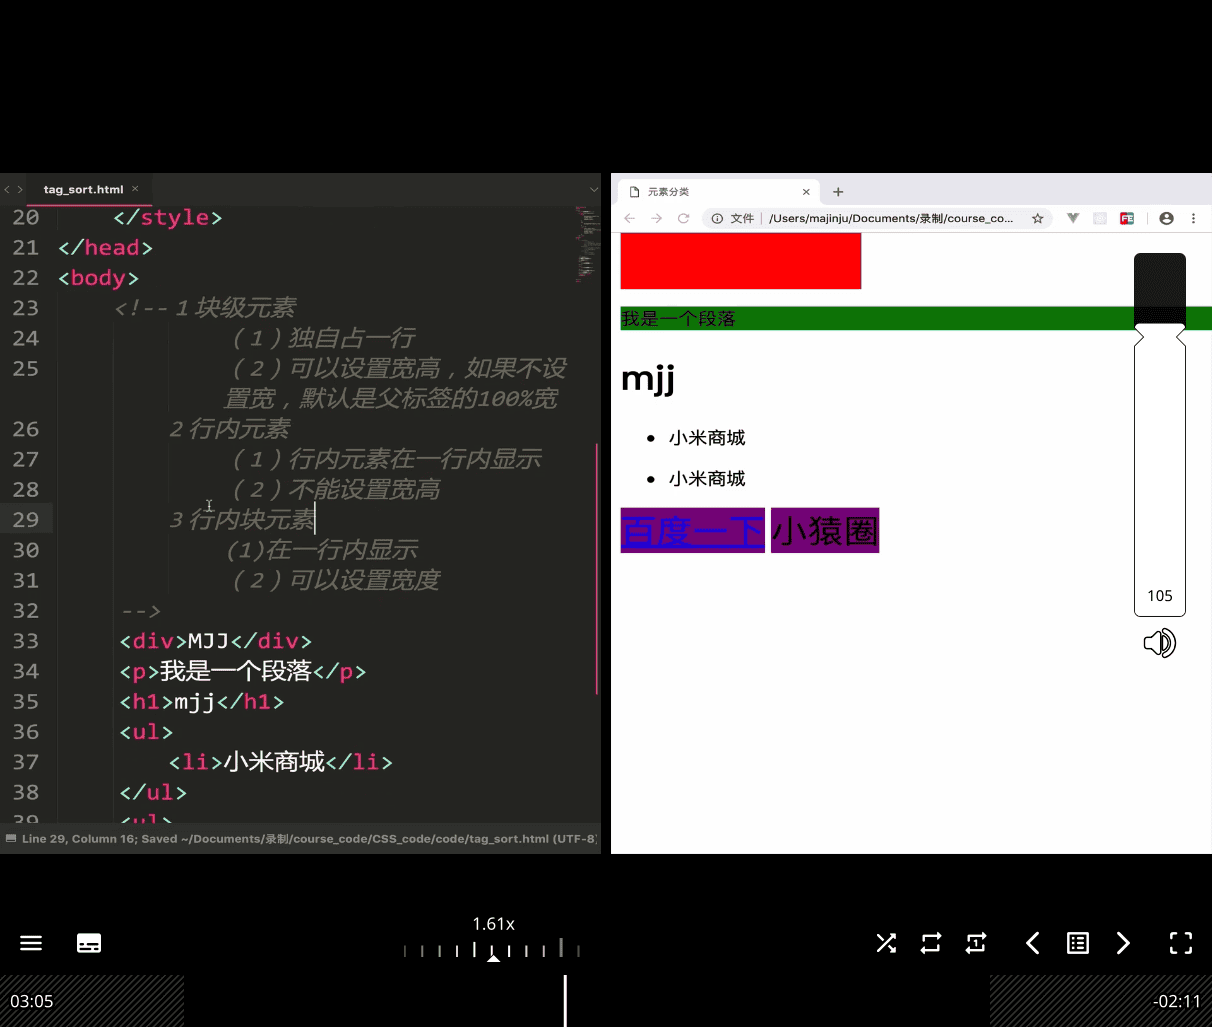 tag_sort.html
20 </style>
21 </head>
22 <body>
23 <!-- 1 块级元素
24 （1）独自占一行
25 （2）可以设置宽高，如果不设
置宽，默认是父标签的100%宽
26 2 行内元素
27 （1）行内元素在一行内显示
28 （2）不能设置宽高
29 3 行内块元素
30 (1)在一行内显示
31 （2）可以设置宽度
32 -->
33 <div>MJJ</div>
34 <p>我是一个段落</p>
35 <h1>mjj</h1>
36 <ul>
37 <li>小米商城</li>
38 </ul>
39 <ul>
Line 29, Column 16; Saved ~/Documents/录制/course_code/CSS_code/code/tag_sort.html (UTF-8)
元素分类
文件 | /Users/majinju/Documents/录制/course_co...
FE
我是一个段落
mjj
小米商城
小米商城
百度一下 小猿圈
105
1.61x
1
03:05
-02:11